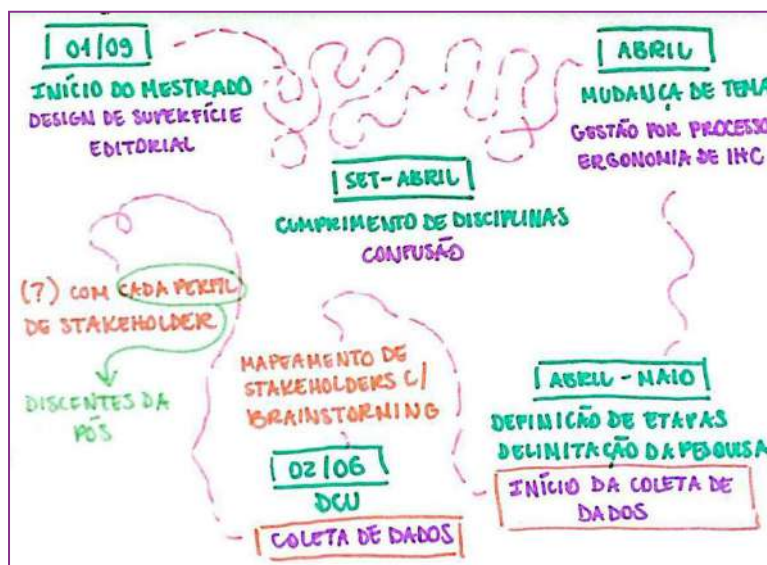 01/09
INÍCIO DO MESTRADO
DESIGN DE SUPERFÍCIE
EDITORIAL
SET-ABRIL
CUMPRIMENTO DE DISCIPLINAS
CONFUSÃO
ABRIL
MUDANÇA DE TEMA
GESTÃO POR PROCESSO
ERGONOMIA DE IHC
ABRIL - MAIO
DEFINIÇÃO DE ETAPAS
DELIMITAÇÃO DA PESQUISA
INÍCIO DA COLETA DE
DADOS
MAPEAMENTO DE
STAKEHOLDERS C/
BRAINSTORMING
02/06
DCU
COLETA DE DADOS
(?) COM CADA PERFIL
DE STAKEHOLDER
DISCENTES DA
PÓS